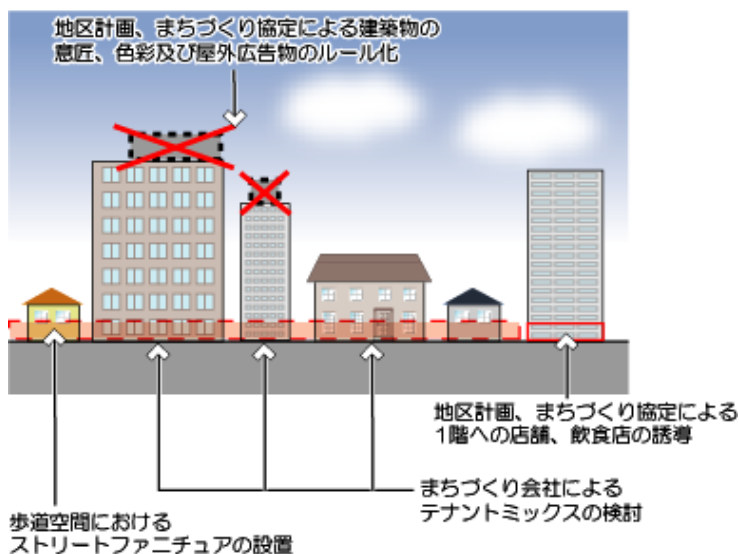 地区計画、まちづくり協定による建築物の
意匠、色彩及び屋外広告物のルール化
地区計画、まちづくり協定による
1階への店舗、飲食店の誘導
まちづくり会社による
テナントミックスの検討
歩道空間における
ストリートファニチュアの設置